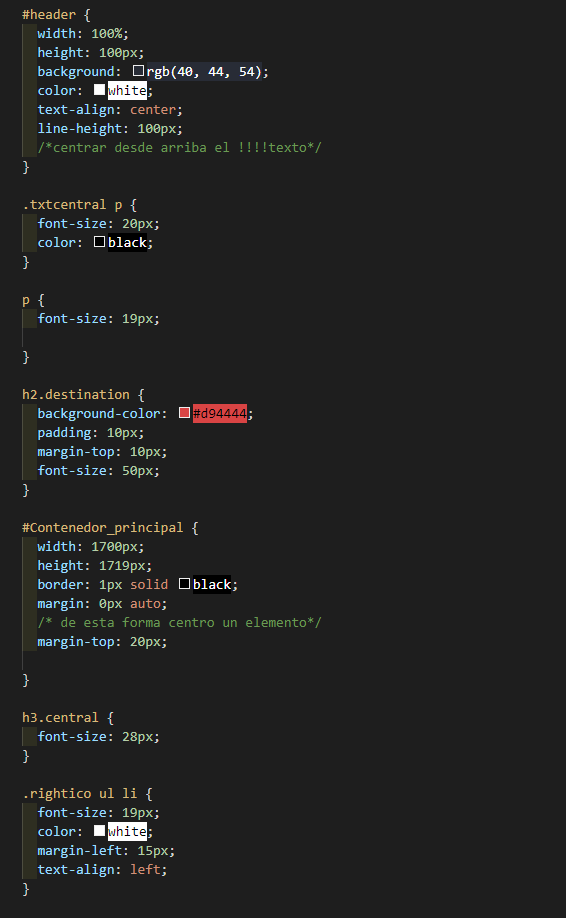 #header {
width: 100%;
height: 100px;
background: rgb(40, 44, 54);
color: white;
text-align: center;
line-height: 100px;
/*centrar desde arriba el !!!!texto*/
}
.txtcentral p {
font-size: 20px;
color: black;
}
p {
font-size: 19px;
}
h2.destination {
background-color: #d94444;
padding: 10px;
margin-top: 10px;
font-size: 50px;
}
#Contenedor_principal {
width: 1700px;
height: 1719px;
border: 1px solid black;
margin: 0px auto;
/* de esta forma centro un elemento*/
margin-top: 20px;
}
h3.central {
font-size: 28px;
}
.rightico ul li {
font-size: 19px;
color: white;
margin-left: 15px;
text-align: left;
}